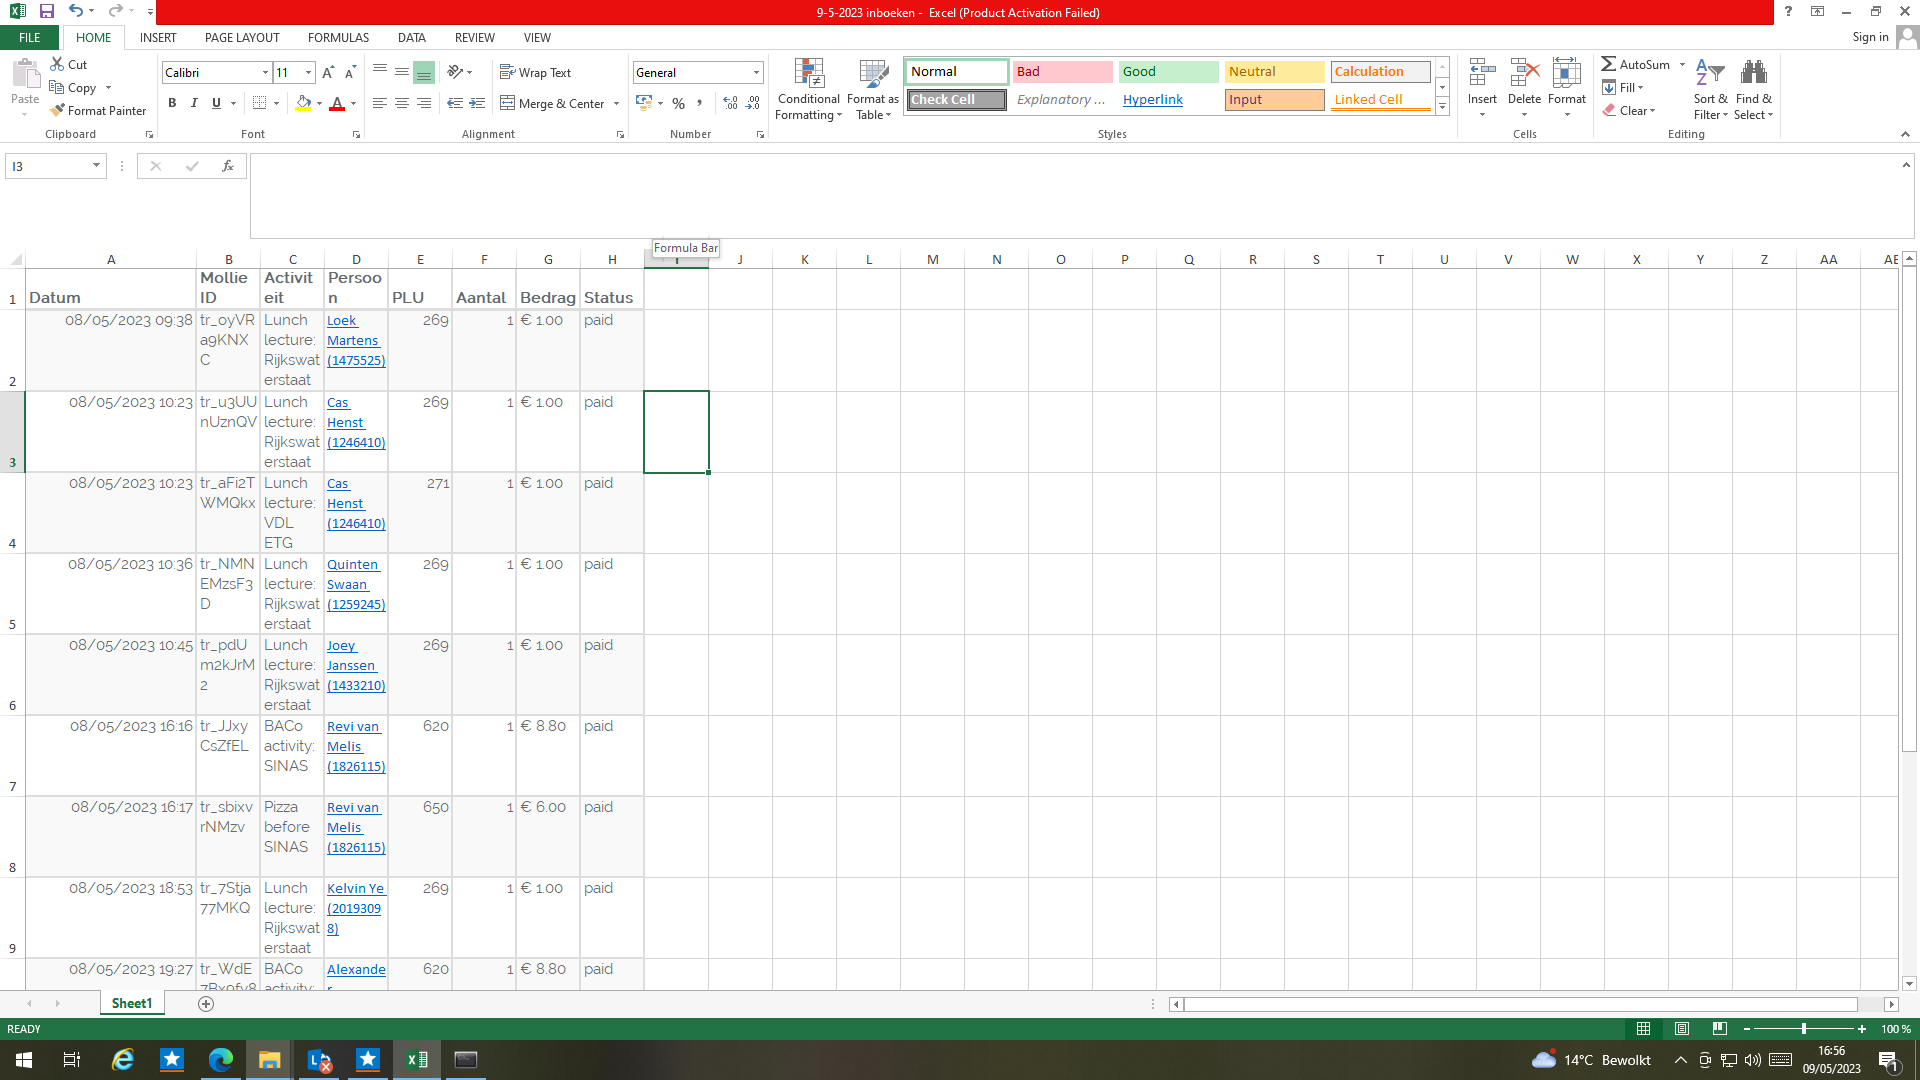 9-5-2023 inboeken - Excel (Product Activation Failed)
FILE HOME INSERT PAGE LAYOUT FORMULAS DATA REVIEW VIEW Sign in
Paste Cut Copy Format Painter Clipboard
Calibri 11 B I U Font
Wrap Text Merge & Center Alignment
General % Number
Conditional Formatting Format as Table
Normal Bad Good Neutral Calculation
Check Cell Explanatory ... Hyperlink Input Linked Cell
Styles
Insert Delete Format Cells
AutoSum Fill Clear Sort & Filter Find & Select Editing
I3 fx
Formula Bar
A B C D E F G H I J K L M N O P Q R S T U V W X Y Z AA AE
1 Datum Mollie ID Activiteit Persoon PLU Aantal Bedrag Status
2 08/05/2023 09:38 tr_oyVRa9KNXC Lunch lecture: Rijkswaterstaat Loek Martens (1475525) 269 1 € 1.00 paid
3 08/05/2023 10:23 tr_u3UUnUznQV Lunch lecture: Rijkswaterstaat Cas Henst (1246410) 269 1 € 1.00 paid
4 08/05/2023 10:23 tr_aFi2TWMQkx Lunch lecture: VDL ETG Cas Henst (1246410) 271 1 € 1.00 paid
5 08/05/2023 10:36 tr_NMNEMzsF3D Lunch lecture: Rijkswaterstaat Quinten Swaan (1259245) 269 1 € 1.00 paid
6 08/05/2023 10:45 tr_pdUm2kJrM2 Lunch lecture: Rijkswaterstaat Joey Janssen (1433210) 269 1 € 1.00 paid
7 08/05/2023 16:16 tr_JJxyCsZfEL BACo activity: SINAS Revi van Melis (1826115) 620 1 € 8.80 paid
8 08/05/2023 16:17 tr_sbixvrNMzv Pizza before SINAS Revi van Melis (1826115) 650 1 € 6.00 paid
9 08/05/2023 18:53 tr_7Stja77MKQ Lunch lecture: Rijkswaterstaat Kelvin Ye (20193098) 269 1 € 1.00 paid
08/05/2023 19:27 tr_WdE BACo activity: Alexander 620 1 € 8.80 paid
Sheet1
READY 100 %
14°C Bewolkt 16:56
09/05/2023 1